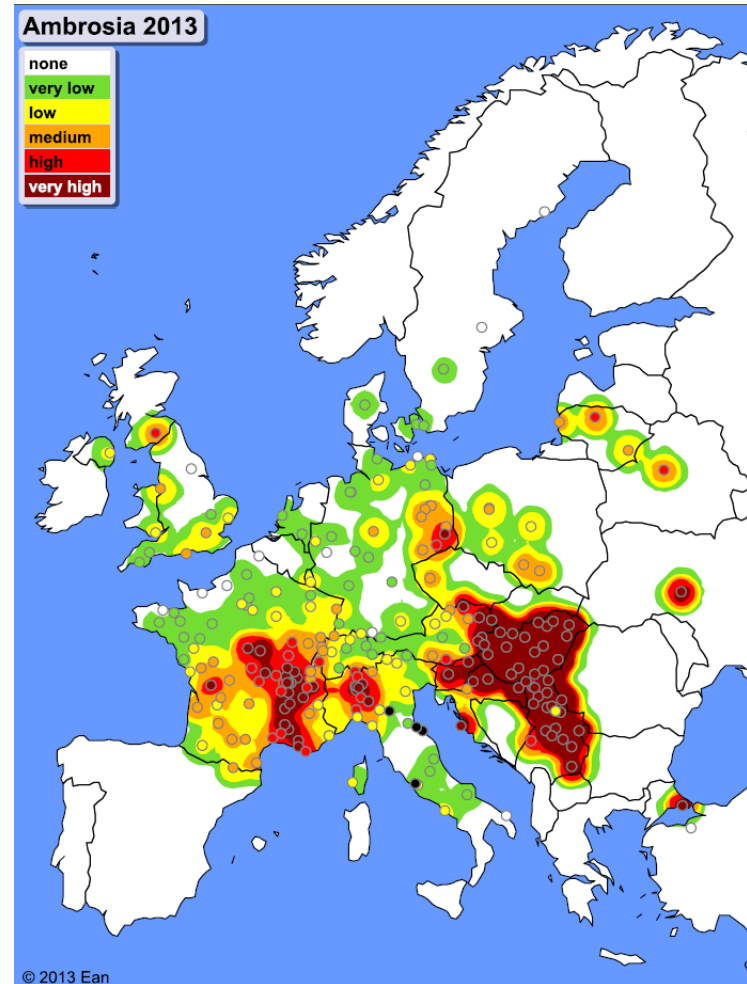 Ambrosia 2013
none
very low
low
medium
high
very high
© 2013 Ean